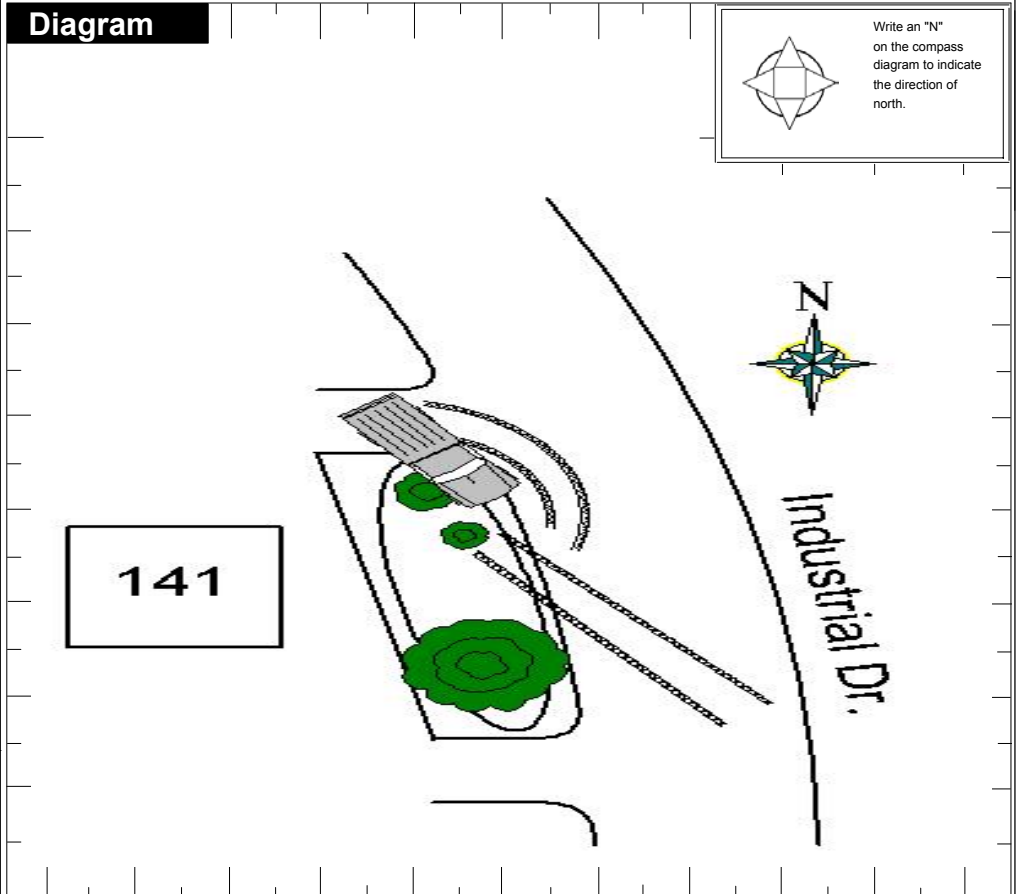 Diagram
Write an "N"
on the compass
diagram to indicate
the direction of
north.
N
Industrial Dr.
141